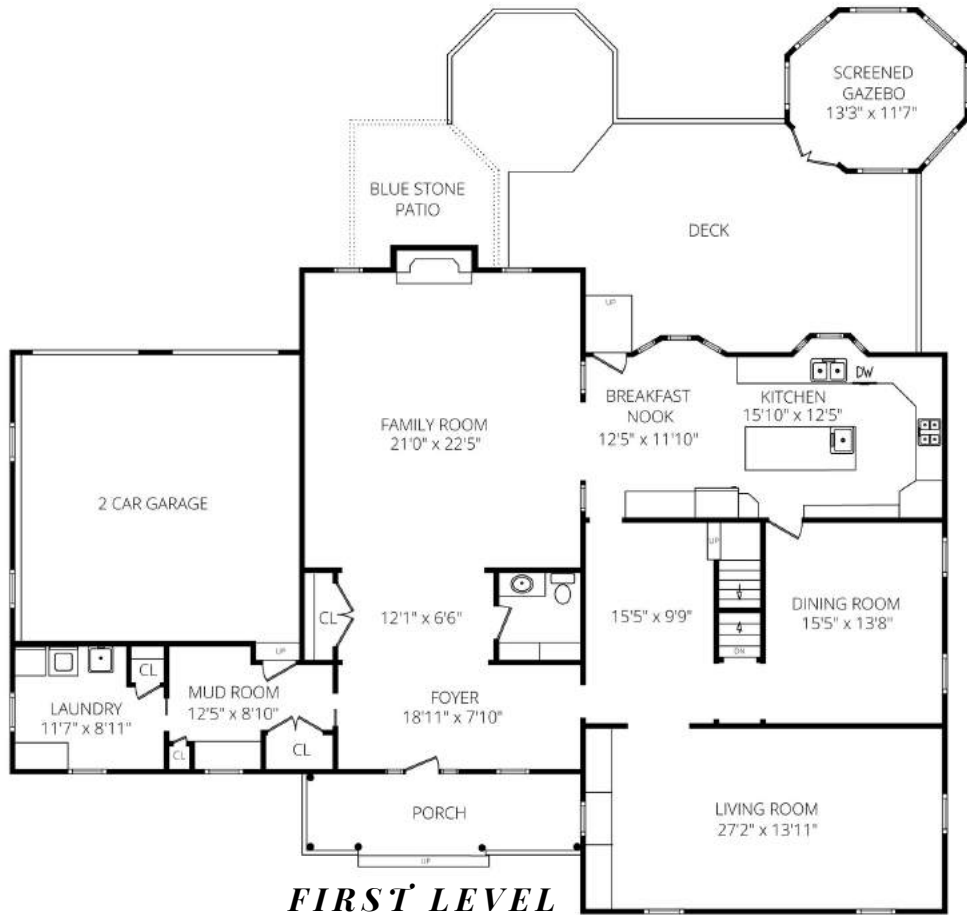 SCREENED
GAZEBO
13'3" x 11'7"
BLUE STONE
PATIO
DECK
UP
FAMILY ROOM
21'0" x 22'5"
BREAKFAST
NOOK
12'5" x 11'10"
DW
KITCHEN
15'10" x 12'5"
2 CAR GARAGE
UP
CL
12'1" x 6'6"
15'5" x 9'9"
DINING ROOM
15'5" x 13'8"
UP
DN
CL
LAUNDRY
11'7" x 8'11"
MUD ROOM
12'5" x 8'10"
FOYER
18'11" x 7'10"
CL
CL
PORCH
UP
LIVING ROOM
27'2" x 13'11"
FIRST LEVEL